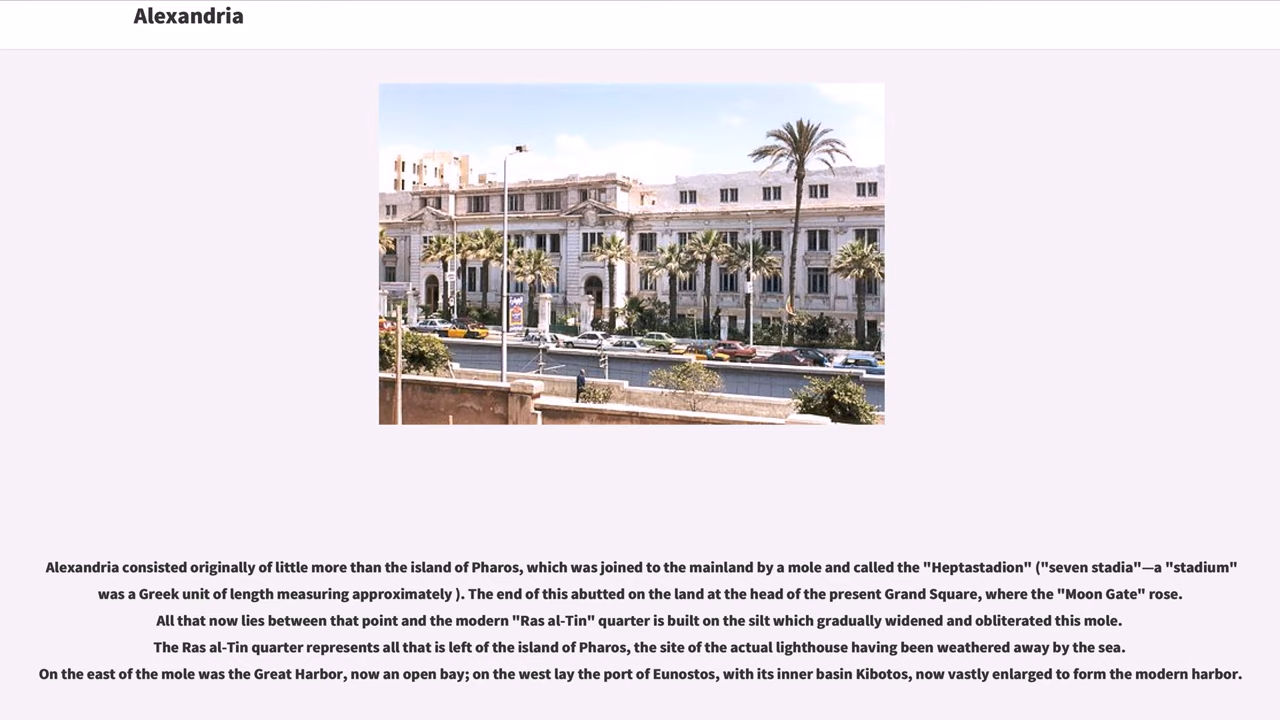 Alexandria
Alexandria consisted originally of little more than the island of Pharos, which was joined to the mainland by a mole and called the "Heptastadion" ("seven stadia"—a "stadium"
was a Greek unit of length measuring approximately ). The end of this abutted on the land at the head of the present Grand Square, where the "Moon Gate" rose.
All that now lies between that point and the modern "Ras al-Tin" quarter is built on the silt which gradually widened and obliterated this mole.
The Ras al-Tin quarter represents all that is left of the island of Pharos, the site of the actual lighthouse having been weathered away by the sea.
On the east of the mole was the Great Harbor, now an open bay; on the west lay the port of Eunostos, with its inner basin Kibotos, now vastly enlarged to form the modern harbor.